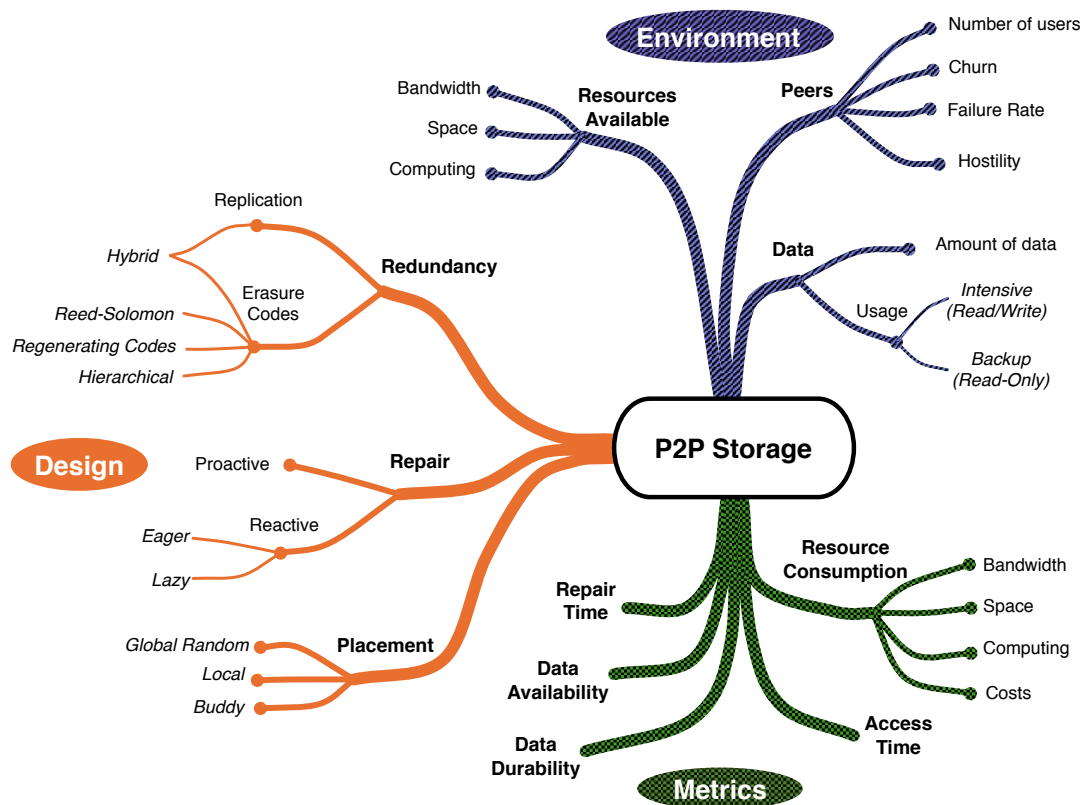 Environment
Number of users
Churn
Failure Rate
Hostility
Peers
Bandwidth
Space
Computing
Resources
Available
Data
Amount of data
Usage
Intensive
(Read/Write)
Backup
(Read-Only)
Replication
Hybrid
Redundancy
Erasure
Codes
Reed-Solomon
Regenerating Codes
Hierarchical
P2P Storage
Design
Proactive
Repair
Reactive
Eager
Lazy
Global Random
Local
Buddy
Placement
Resource
Consumption
Bandwidth
Space
Computing
Costs
Repair
Time
Data
Availability
Data
Durability
Access
Time
Metrics